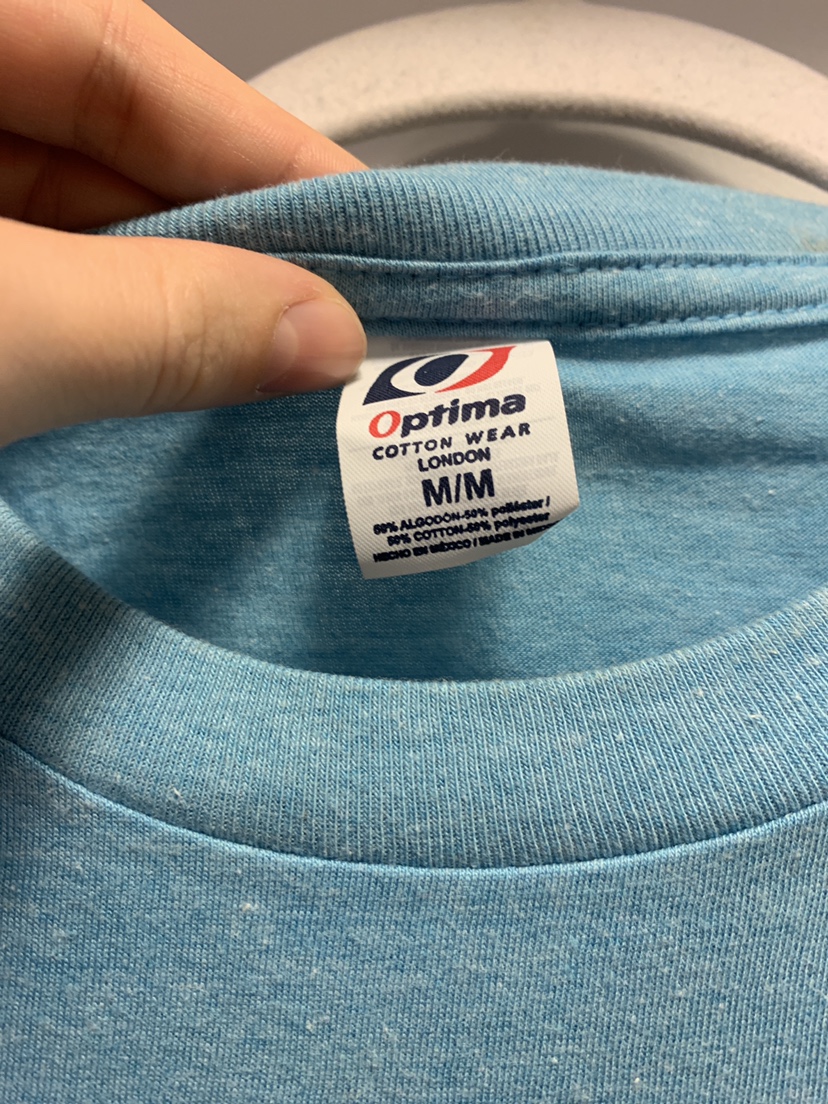 Optima
COTTON WEAR
LONDON
M/M
50% ALGODÓN-50% poliéster /
50% COTTON-50% polyester
HECHO EN MÉXICO / MADE IN